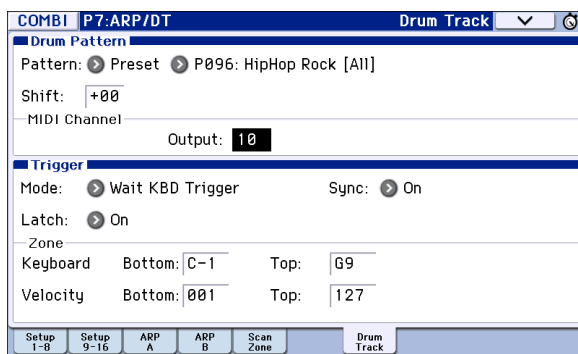 COMBI P7:ARP/DT Drum Track
Drum Pattern
Pattern: Preset P096: HipHop Rock [All]
Shift: +00
MIDI Channel
Output: 10
Trigger
Mode: Wait KBD Trigger Sync: On
Latch: On
Zone
Keyboard Bottom: C-1 Top: G9
Velocity Bottom: 001 Top: 127
Setup 1-8 Setup 9-16 ARP A ARP B Scan Zone Drum Track